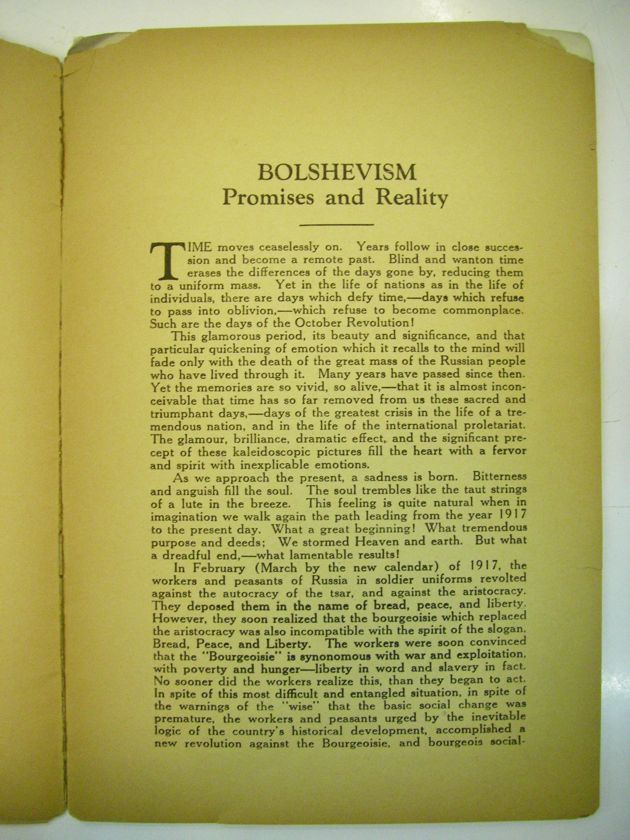 BOLSHEVISM
Promises and Reality
TIME moves ceaselessly on. Years follow in close succes-
sion and become a remote past. Blind and wanton time
erases the differences of the days gone by, reducing them
to a uniform mass. Yet in the life of nations as in the life of
individuals, there are days which defy time,—days which refuse
to pass into oblivion,—which refuse to become commonplace.
Such are the days of the October Revolution!
This glamorous period, its beauty and significance, and that
particular quickening of emotion which it recalls to the mind will
fade only with the death of the great mass of the Russian people
who have lived through it. Many years have passed since then.
Yet the memories are so vivid, so alive,—that it is almost incon-
ceivable that time has so far removed from us these sacred and
triumphant days,—days of the greatest crisis in the life of a tre-
mendous nation, and in the life of the international proletariat.
The glamour, brilliance, dramatic effect, and the significant pre-
cept of these kaleidoscopic pictures fill the heart with a fervor
and spirit with inexplicable emotions.
As we approach the present, a sadness is born. Bitterness
and anguish fill the soul. The soul trembles like the taut strings
of a lute in the breeze. This feeling is quite natural when in
imagination we walk again the path leading from the year 1917
to the present day. What a great beginning! What tremendous
purpose and deeds: We stormed Heaven and earth. But what
a dreadful end,—what lamentable results!
In February (March by the new calendar) of 1917, the
workers and peasants of Russia in soldier uniforms revolted
against the autocracy of the tsar, and against the aristocracy.
They deposed them in the name of bread, peace, and liberty.
However, they soon realized that the bourgeoisie which replaced
the aristocracy was also incompatible with the spirit of the slogan.
Bread, Peace, and Liberty. The workers were soon convinced
that the "Bourgeoisie" is synonomous with war and exploitation,
with poverty and hunger—liberty in word and slavery in fact.
No sooner did the workers realize this, than they began to act.
In spite of this most difficult and entangled situation, in spite of
the warnings of the "wise" that the basic social change was
premature, the workers and peasants urged by the inevitable
logic of the country's historical development, accomplished a
new revolution against the Bourgeoisie, and bourgeois social-